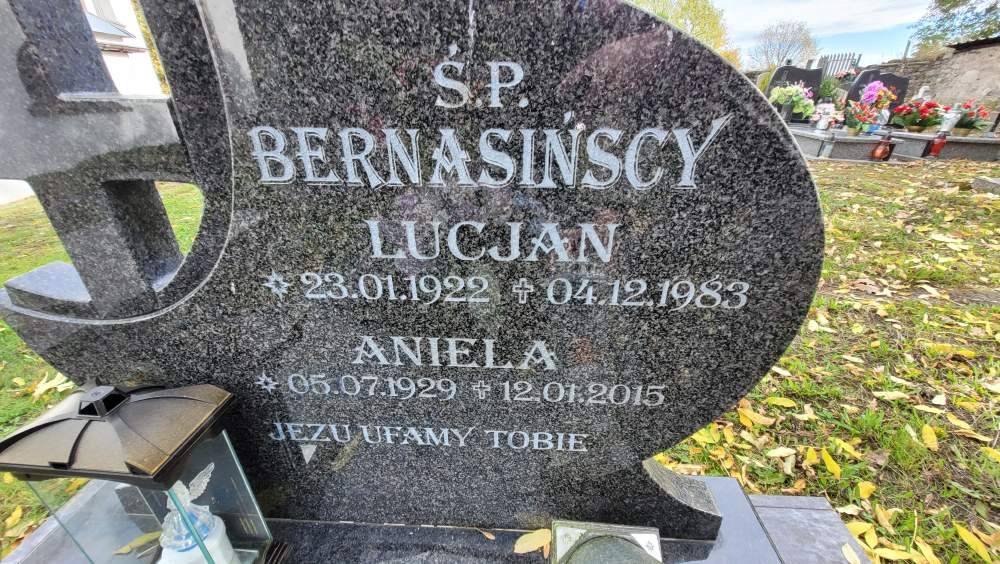 Ś.P.
BERNASIŃSCY
LUCJAN
23.01.1922 04.12.1983
ANIELA
05.07.1929 12.01.2015
JEZU UFAMY TOBIE